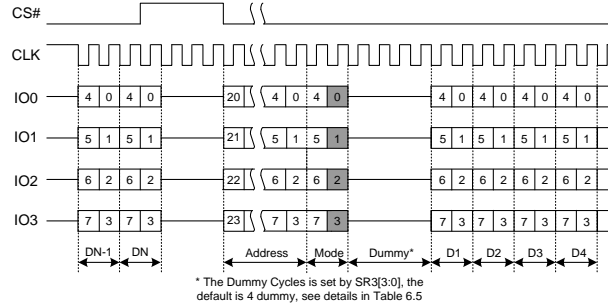 CS#
CLK
IO0 4 0 4 0 20 4 0 4 0 4 0 4 0 4 0 4 0
IO1 5 1 5 1 21 5 1 5 1 5 1 5 1 5 1 5 1
IO2 6 2 6 2 22 6 2 6 2 6 2 6 2 6 2 6 2
IO3 7 3 7 3 23 7 3 7 3 7 3 7 3 7 3 7 3
DN-1 DN Address Mode Dummy* D1 D2 D3 D4
* The Dummy Cycles is set by SR3[3:0], the
default is 4 dummy, see details in Table 6.5